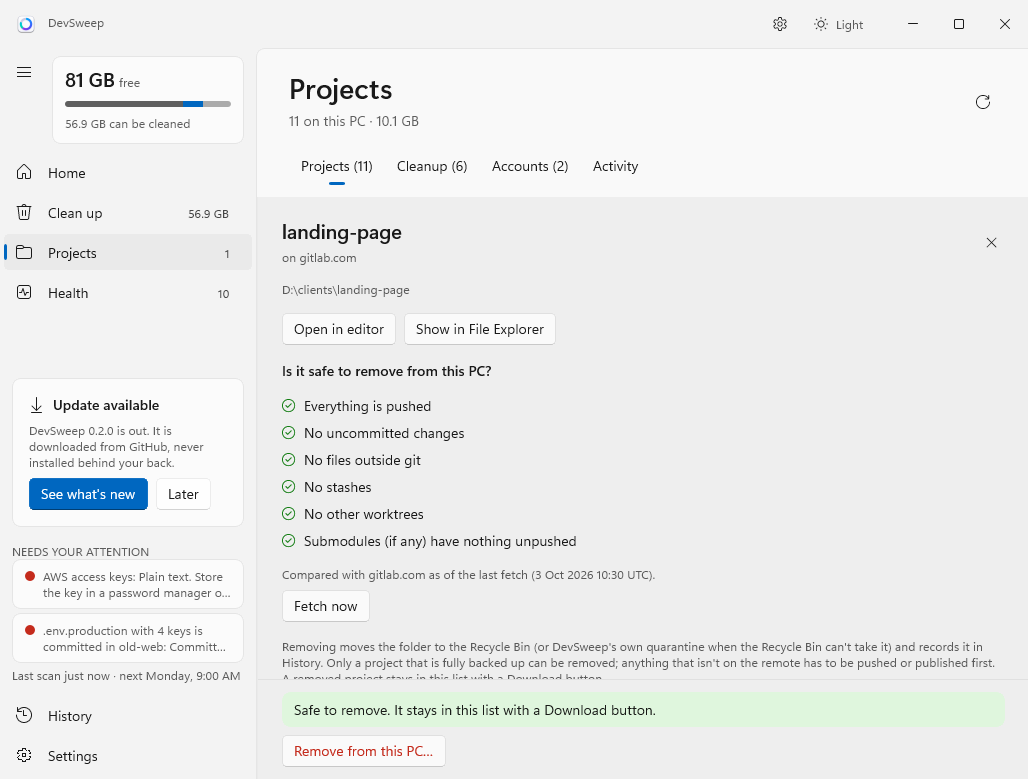 DevSweep
Light
81 GB free
56.9 GB can be cleaned
Home
Clean up 56.9 GB
Projects 1
Health 10
Update available
DevSweep 0.2.0 is out. It is
downloaded from GitHub, never
installed behind your back.
See what's new
Later
NEEDS YOUR ATTENTION
AWS access keys: Plain text. Store
the key in a password manager o...
.env.production with 4 keys is
committed in old-web: Committ...
Last scan just now · next Monday, 9:00 AM
History
Settings
Projects
11 on this PC · 10.1 GB
Projects (11)
Cleanup (6)
Accounts (2)
Activity
landing-page
on gitlab.com
D:\clients\landing-page
Open in editor
Show in File Explorer
Is it safe to remove from this PC?
Everything is pushed
No uncommitted changes
No files outside git
No stashes
No other worktrees
Submodules (if any) have nothing unpushed
Compared with gitlab.com as of the last fetch (3 Oct 2026 10:30 UTC).
Fetch now
Removing moves the folder to the Recycle Bin (or DevSweep's own quarantine when the Recycle Bin can't take it) and records it in
History. Only a project that is fully backed up can be removed; anything that isn't on the remote has to be pushed or published first.
A removed project stays in this list with a Download button.
Safe to remove. It stays in this list with a Download button.
Remove from this PC...